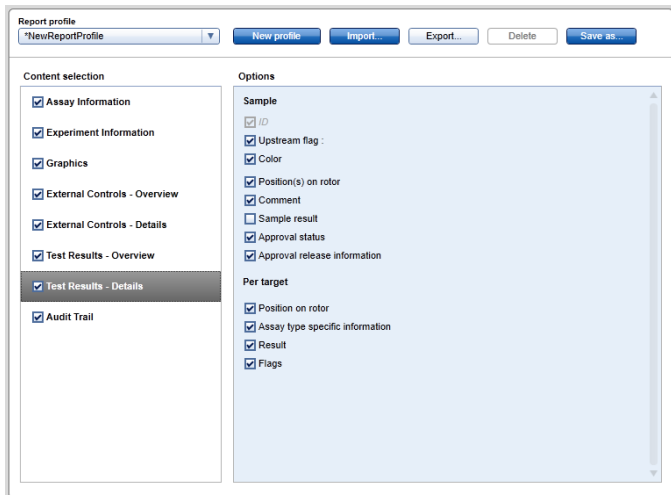 Report profile
*NewReportProfile
New profile
Import...
Export...
Delete
Save as...
Content selection
Options
Assay Information
Experiment Information
Graphics
External Controls - Overview
External Controls - Details
Test Results - Overview
Test Results - Details
Audit Trail
Sample
ID
Upstream flag :
Color
Position(s) on rotor
Comment
Sample result
Approval status
Approval release information
Per target
Position on rotor
Assay type specific information
Result
Flags